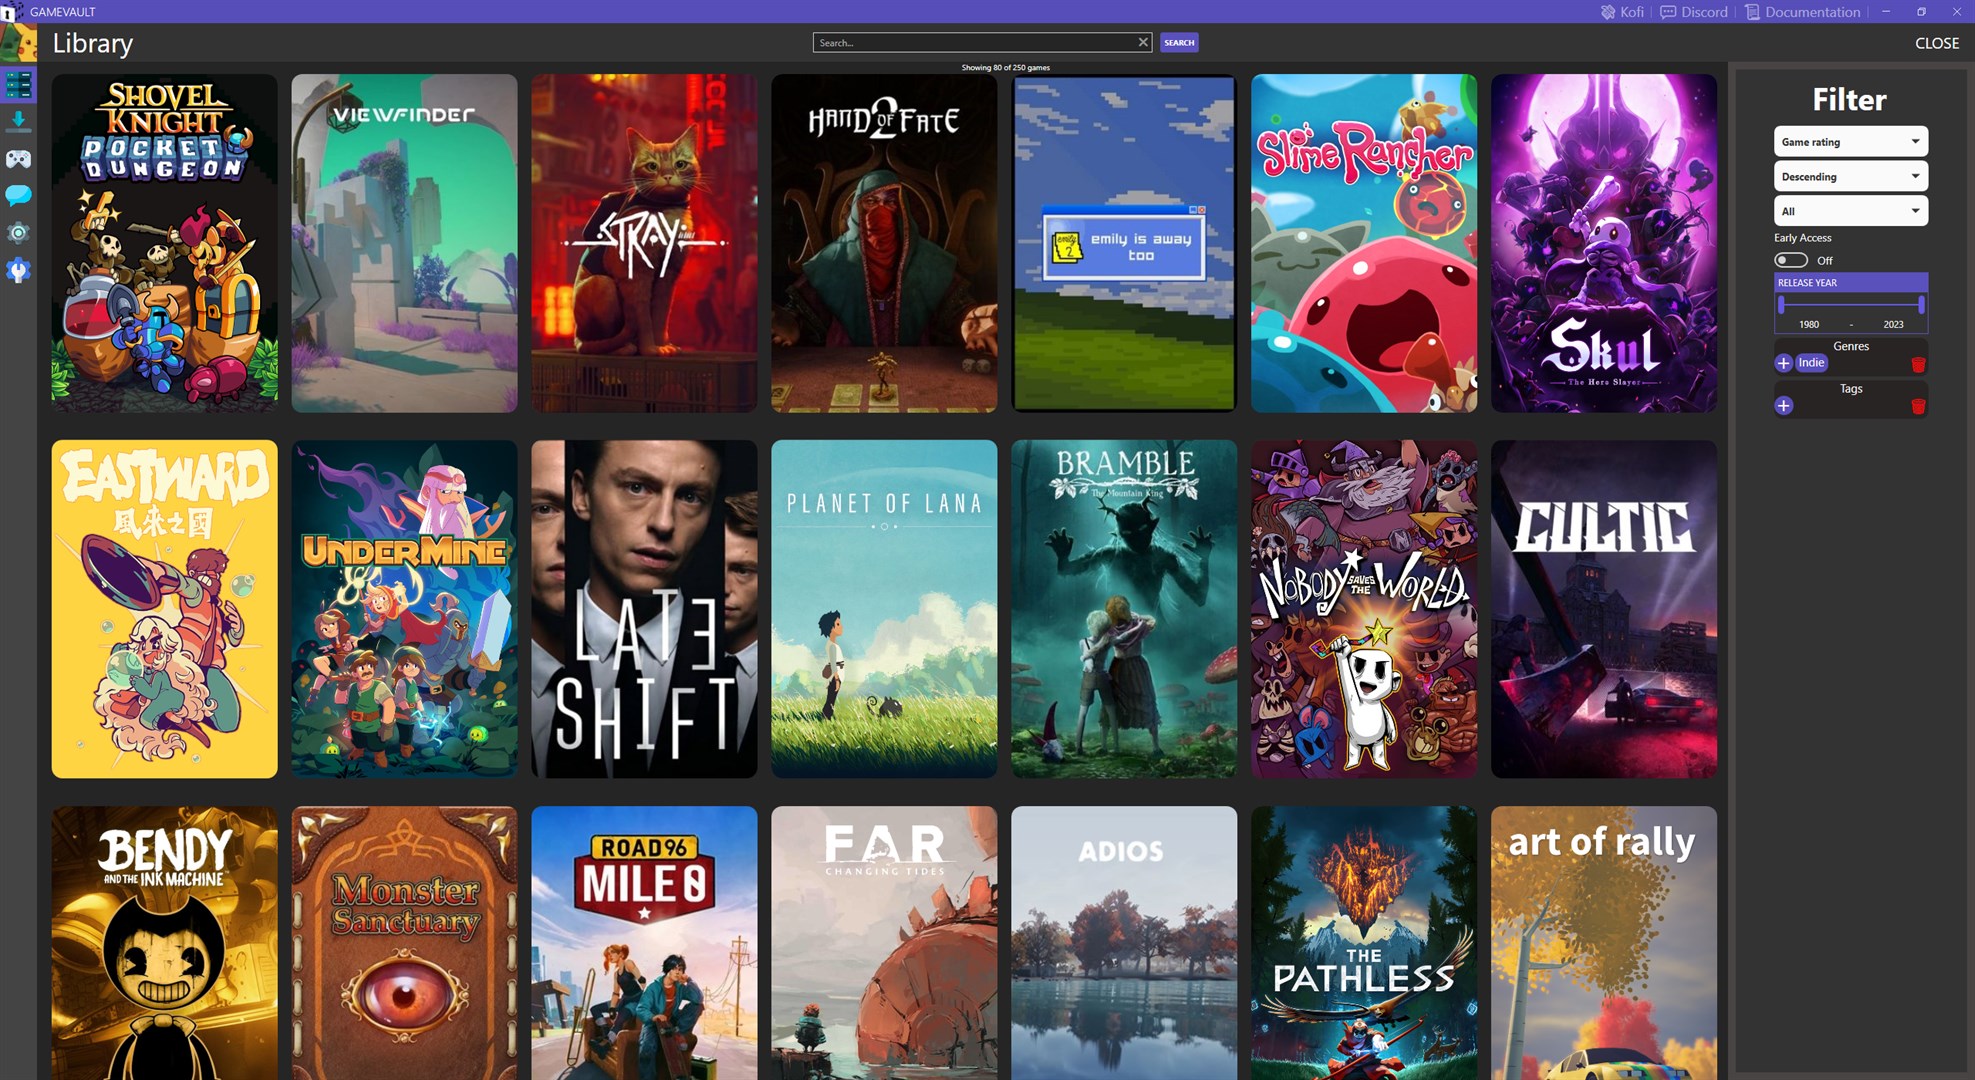 GAMEVAULT
Kofi
Discord
Documentation
Library
Search...
SEARCH
CLOSE
Showing 80 of 250 games
SHOVEL
KNIGHT
POCKET
DUNGEON
VIEWFINDER
STRAY
HAND OF FATE
2
emily is away
too
emily
2
Slime Rancher
Skul
The Hero Slayer
Filter
Game rating
Descending
All
Early Access
Off
RELEASE YEAR
1980 - 2023
Genres
Indie
Tags
EASTWARD
風來之國
UNDERMINE
LATE
SHIFT
PLANET OF LANA
BRAMBLE
The Mountain King
NOBODY SAVES THE WORLD
CULTIC
BENDY
AND THE INK MACHINE
Monster
Sanctuary
ROAD 96
MILE 0
FAR
CHANGING TIDES
ADIOS
THE
PATHLESS
art of rally